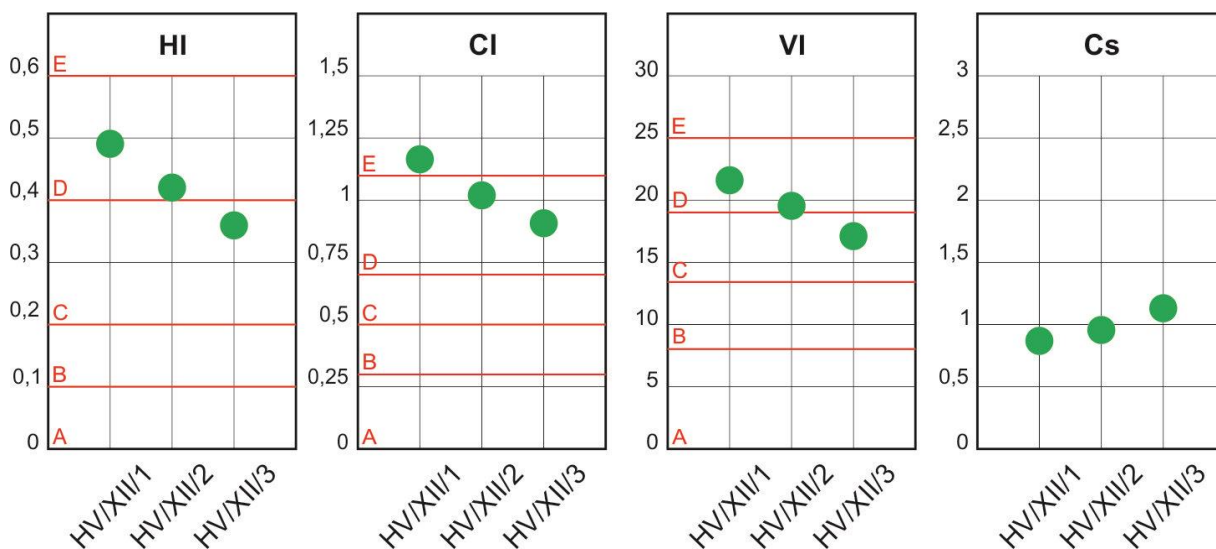 HI
0,6
0,5
0,4
0,3
0,2
0,1
0
E
D
C
B
A
HV/XII/1
HV/XII/2
HV/XII/3
CI
1,5
1,25
1
0,75
0,5
0,25
0
E
D
C
B
A
HV/XII/1
HV/XII/2
HV/XII/3
VI
30
25
20
15
10
5
0
E
D
C
B
A
HV/XII/1
HV/XII/2
HV/XII/3
Cs
3
2,5
2
1,5
1
0,5
0
HV/XII/1
HV/XII/2
HV/XII/3